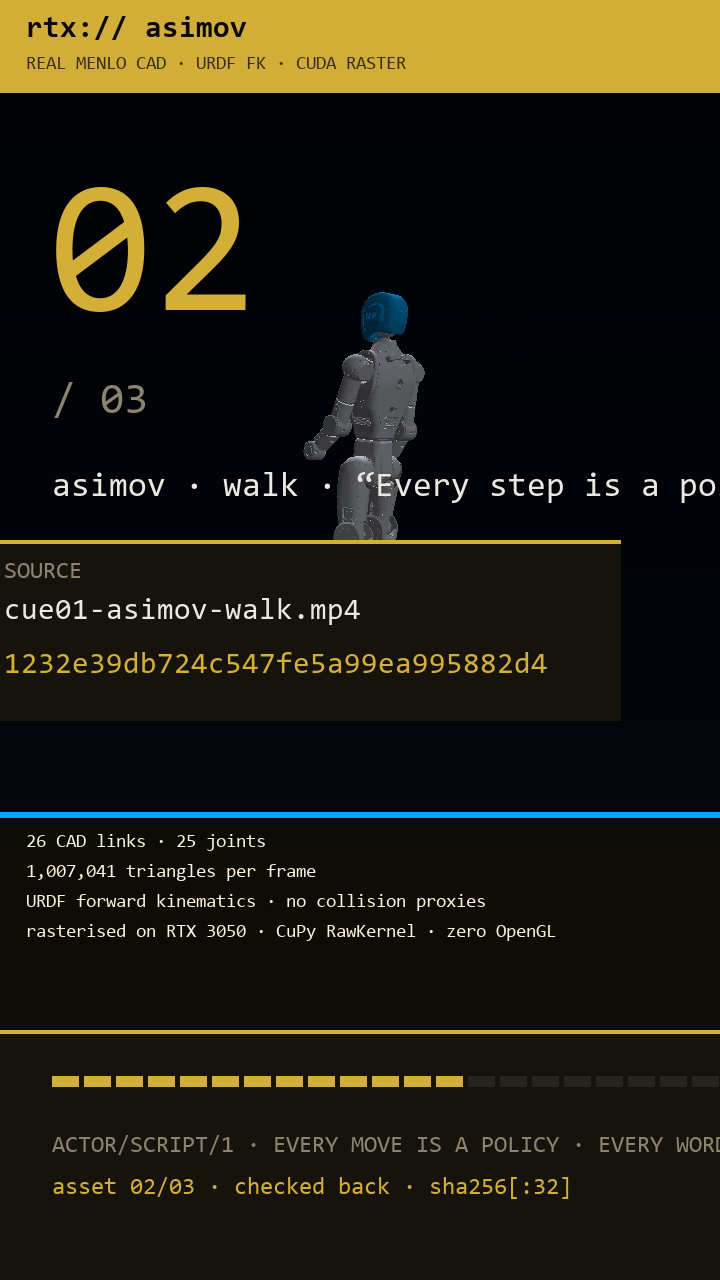 rtx:// asimov
REAL MENLO CAD · URDF FK · CUDA RASTER
02
/ 03
asimov · walk · “Every step is a po
SOURCE
cue01-asimov-walk.mp4
1232e39db724c547fe5a99ea995882d4
26 CAD links · 25 joints
1,007,041 triangles per frame
URDF forward kinematics · no collision proxies
rasterised on RTX 3050 · CuPy RawKernel · zero OpenGL
ACTOR/SCRIPT/1 · EVERY MOVE IS A POLICY · EVERY WORD
asset 02/03 · checked back · sha256[:32]